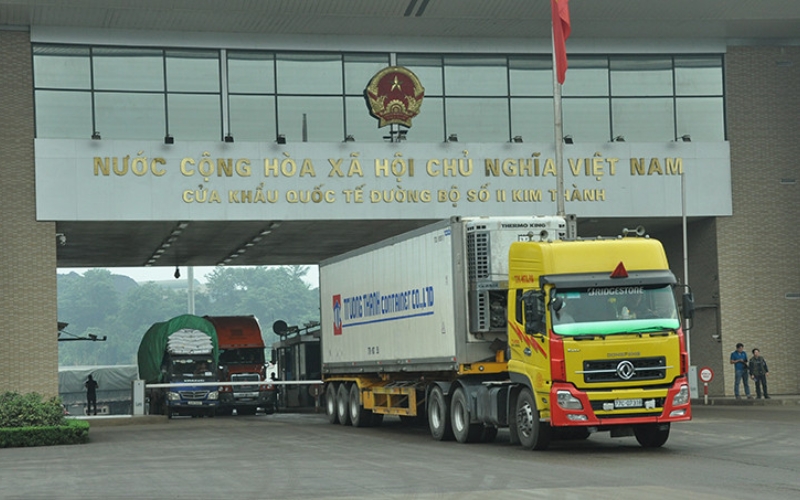 NƯỚC CỘNG HÒA XÃ HỘI CHỦ NGHĨA VIỆT NAM
CỬA KHẨU QUỐC TẾ ĐƯỜNG BỘ SỐ II KIM THÀNH
THERMO KING
TRUONG THANH CONTAINER CO.LTD
BRIDGESTONE